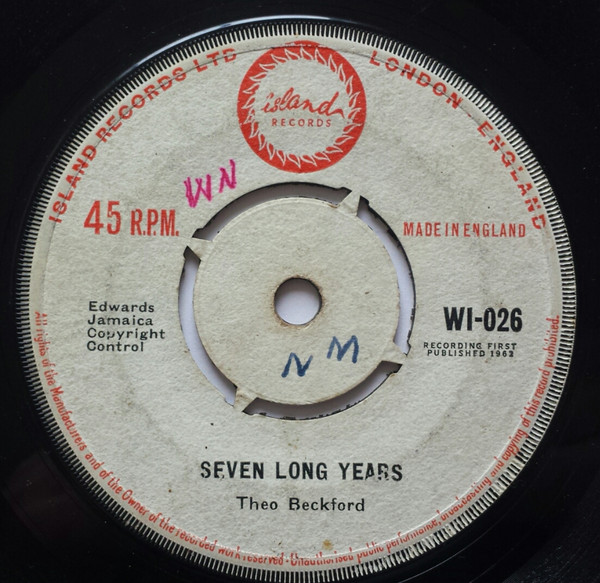 ISLAND RECORDS LTD LONDON ENGLAND
island
RECORDS
WN
45 R.P.M.
MADE IN ENGLAND
Edwards
Jamaica
Copyright
Control
WI-026
RECORDING FIRST
PUBLISHED 1962
N M
SEVEN LONG YEARS
Theo Beckford
All rights of the Manufacturers and of the Owner of the recorded work reserved - Unauthorised public performance, broadcasting and copying of this record prohibited.